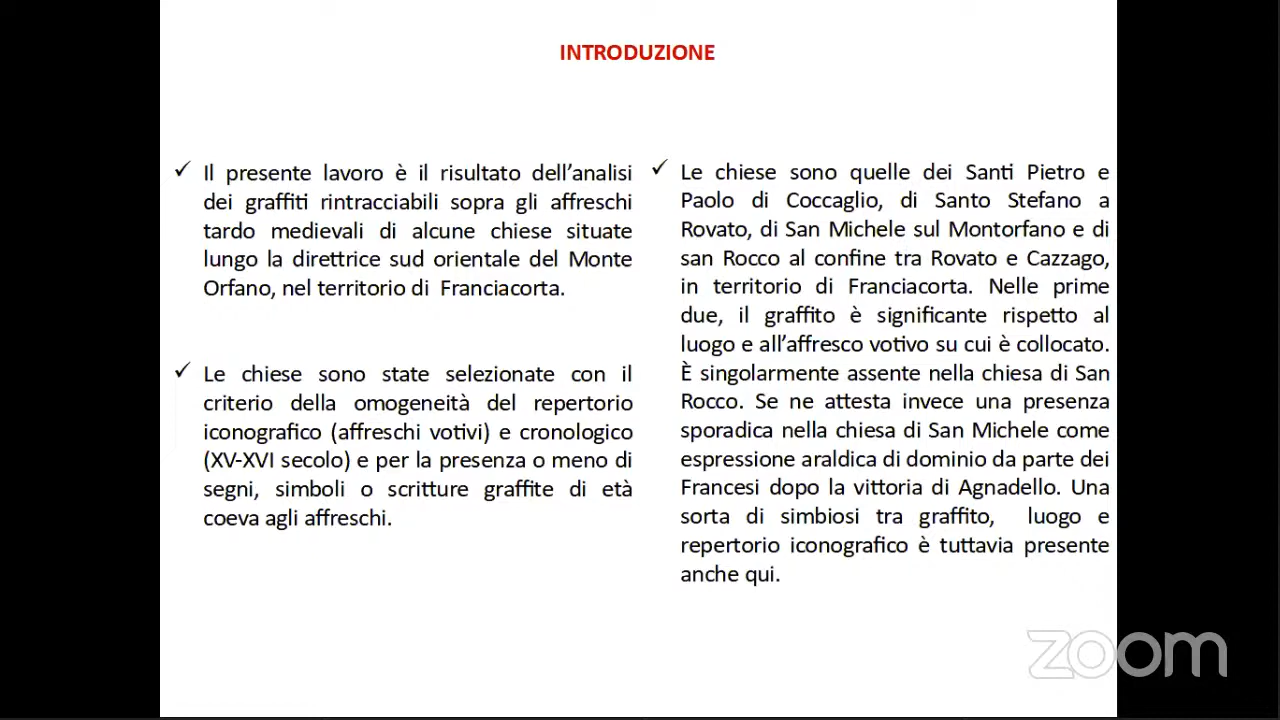 INTRODUZIONE
✓ Il presente lavoro è il risultato dell’analisi
dei graffiti rintracciabili sopra gli affreschi
tardo medievali di alcune chiese situate
lungo la direttrice sud orientale del Monte
Orfano, nel territorio di Franciacorta.
✓ Le chiese sono state selezionate con il
criterio della omogeneità del repertorio
iconografico (affreschi votivi) e cronologico
(XV-XVI secolo) e per la presenza o meno di
segni, simboli o scritture graffite di età
coeva agli affreschi.
✓ Le chiese sono quelle dei Santi Pietro e
Paolo di Coccaglio, di Santo Stefano a
Rovato, di San Michele sul Montorfano e di
san Rocco al confine tra Rovato e Cazzago,
in territorio di Franciacorta. Nelle prime
due, il graffito è significante rispetto al
luogo e all’affresco votivo su cui è collocato.
È singolarmente assente nella chiesa di San
Rocco. Se ne attesta invece una presenza
sporadica nella chiesa di San Michele come
espressione araldica di dominio da parte dei
Francesi dopo la vittoria di Agnadello. Una
sorta di simbiosi tra graffito, luogo e
repertorio iconografico è tuttavia presente
anche qui.
zoom